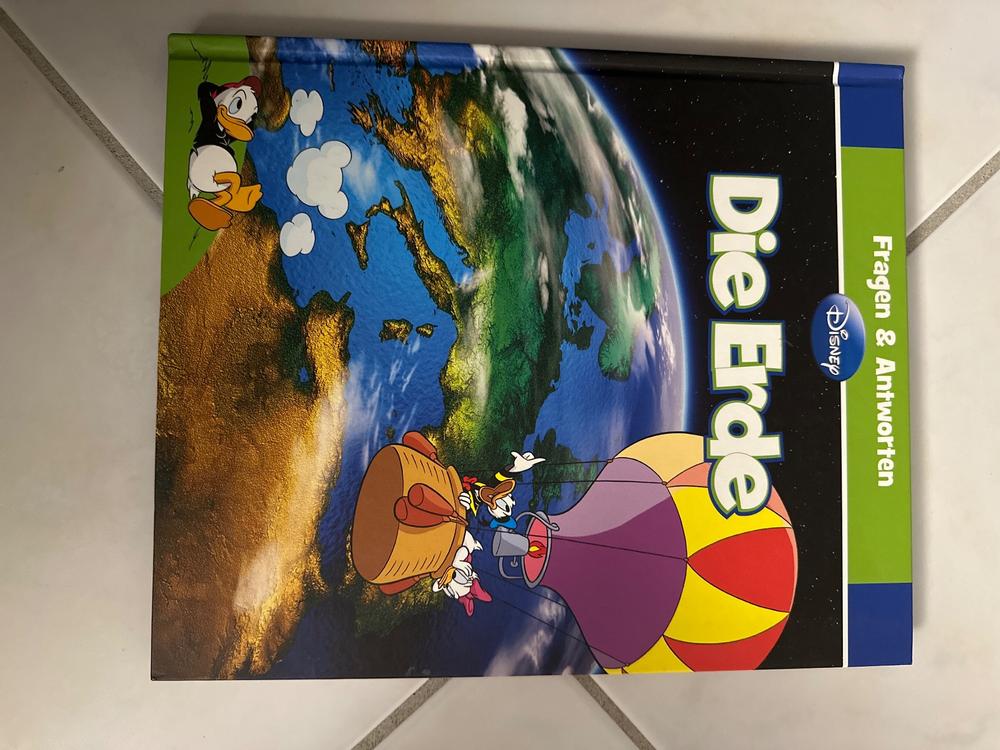 Fragen & Antworten
Disney
Die Erde